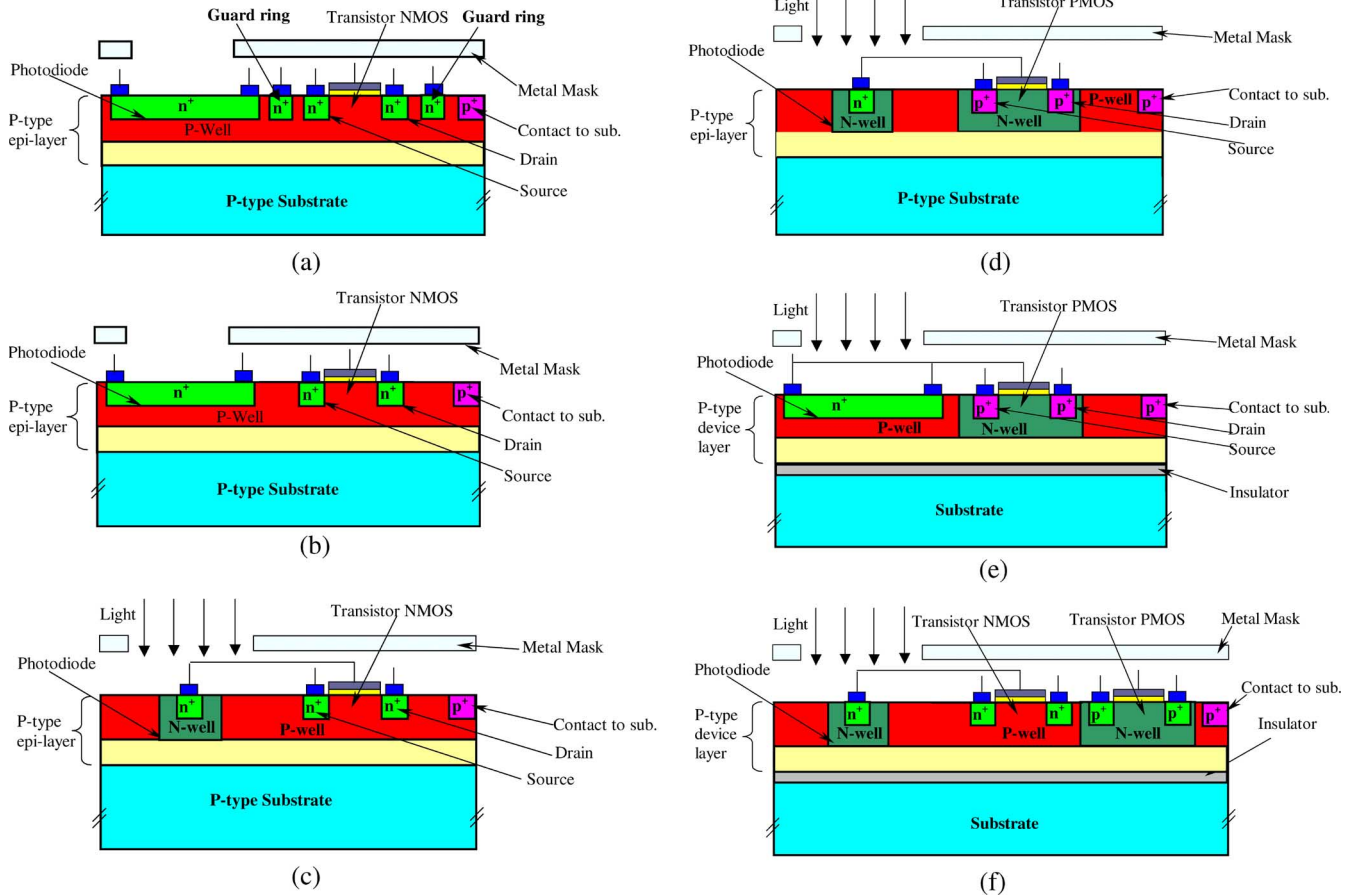 Guard ring
Transistor NMOS
Guard ring
Photodiode
Metal Mask
n+
n+
n+
n+
n+
p+
P-type
epi-layer
P-Well
Contact to sub.
Drain
Source
P-type Substrate
(a)
Transistor NMOS
Photodiode
Metal Mask
n+
n+
n+
p+
P-type
epi-layer
P-Well
Contact to sub.
Drain
Source
P-type Substrate
(b)
Light
Transistor NMOS
Metal Mask
Photodiode
n+
n+
n+
p+
P-type
epi-layer
N-well
P-well
Contact to sub.
Drain
Source
P-type Substrate
(c)
Light
Transistor PMOS
Metal Mask
Photodiode
n+
p+
p+
P-well
p+
Contact to sub.
P-type
epi-layer
N-well
N-well
Drain
Source
P-type Substrate
(d)
Light
Transistor PMOS
Metal Mask
Photodiode
n+
p+
p+
p+
Contact to sub.
P-type
device
layer
P-well
N-well
Drain
Source
Insulator
Substrate
(e)
Light
Transistor NMOS
Transistor PMOS
Metal Mask
Photodiode
n+
n+
n+
p+
p+
p+
Contact to sub.
P-type
device
layer
N-well
P-well
N-well
Insulator
Substrate
(f)